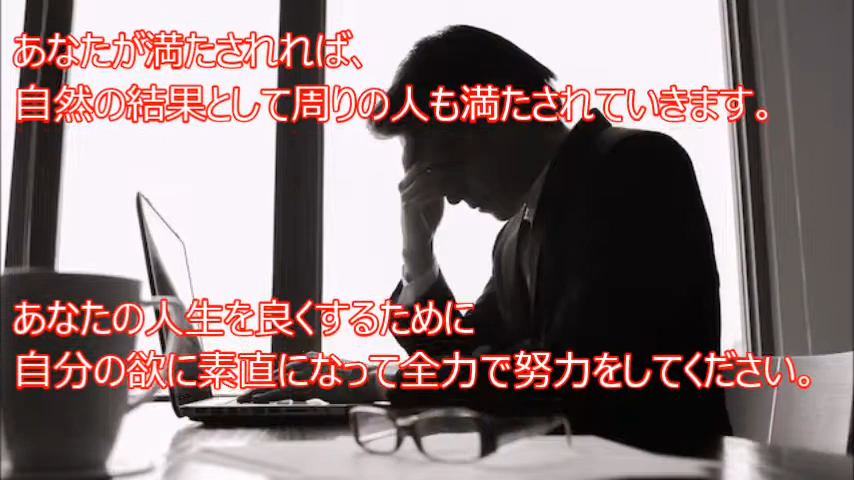 あなたが満たされれば、
自然の結果として周りの人も満たされていきます。
あなたの人生を良くするために
自分の欲に素直になって全力で努力をしてください。